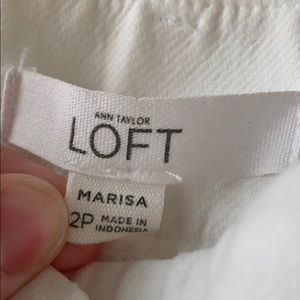 ANN TAYLOR
LOFT
MARISA
2P MADE IN
INDONESIA